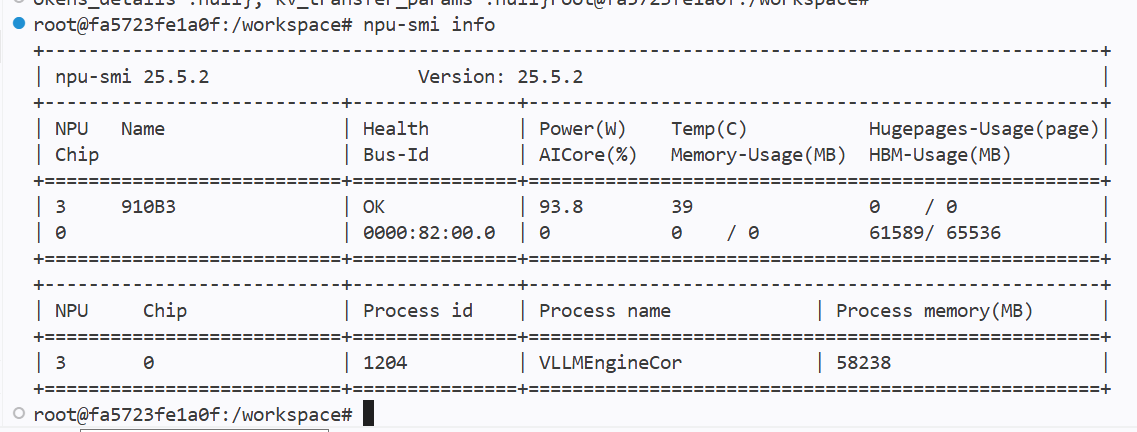 okens_details":null}, "kv_transfer_params":null}root@fa5723fe1a0f:/workspace#
root@fa5723fe1a0f:/workspace# npu-smi info
+---------------------------+---------------+----------------------------------------------------+
| npu-smi 25.5.2                   Version: 25.5.2                                               |
+---------------------------+---------------+----------------------------------------------------+
| NPU   Name                | Health        | Power(W)    Temp(C)           Hugepages-Usage(page)|
| Chip                      | Bus-Id        | AICore(%)   Memory-Usage(MB)  HBM-Usage(MB)        |
+===========================+===============+====================================================+
| 3     910B3               | OK            | 93.8        39                0    / 0             |
| 0                         | 0000:82:00.0  | 0           0    / 0          61589/ 65536         |
+===========================+===============+====================================================+
+---------------------------+---------------+----------------------------------------------------+
| NPU     Chip              | Process id    | Process name             | Process memory(MB)      |
+===========================+===============+====================================================+
| 3       0                 | 1204          | VLLMEngineCor            | 58238                   |
+===========================+===============+====================================================+
root@fa5723fe1a0f:/workspace#